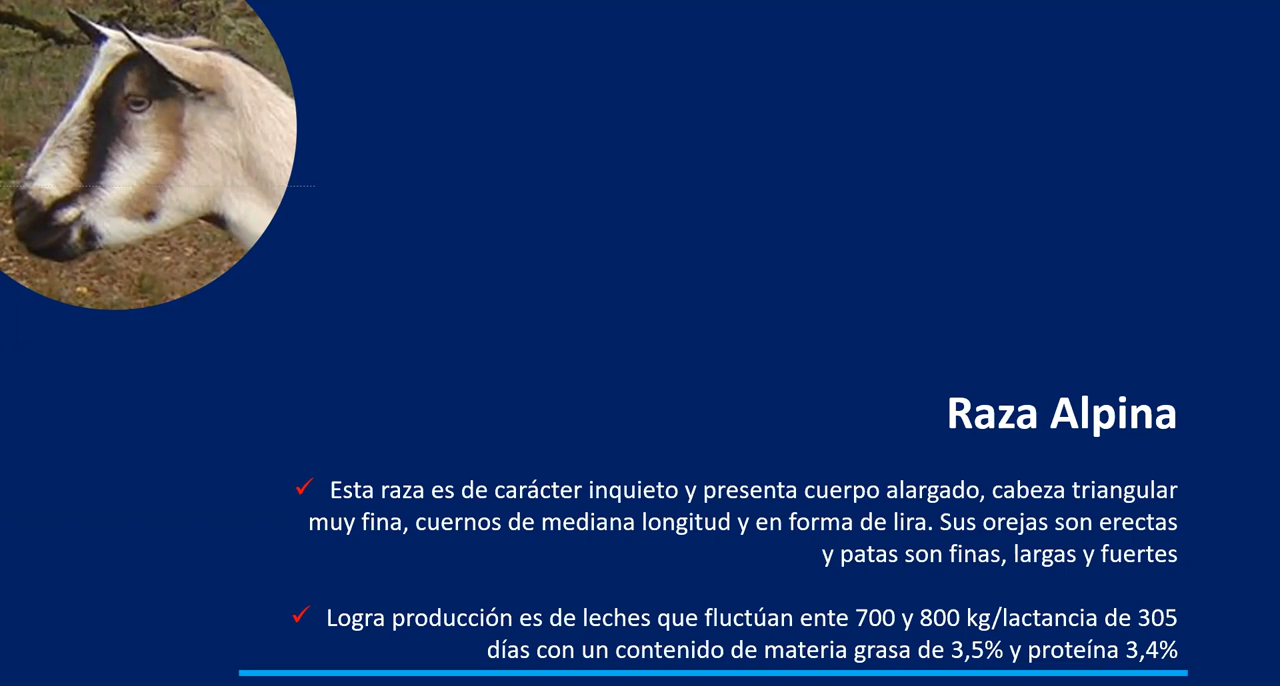 Raza Alpina
✓ Esta raza es de carácter inquieto y presenta cuerpo alargado, cabeza triangular
muy fina, cuernos de mediana longitud y en forma de lira. Sus orejas son erectas
y patas son finas, largas y fuertes
✓ Logra producción es de leches que fluctúan ente 700 y 800 kg/lactancia de 305
días con un contenido de materia grasa de 3,5% y proteína 3,4%